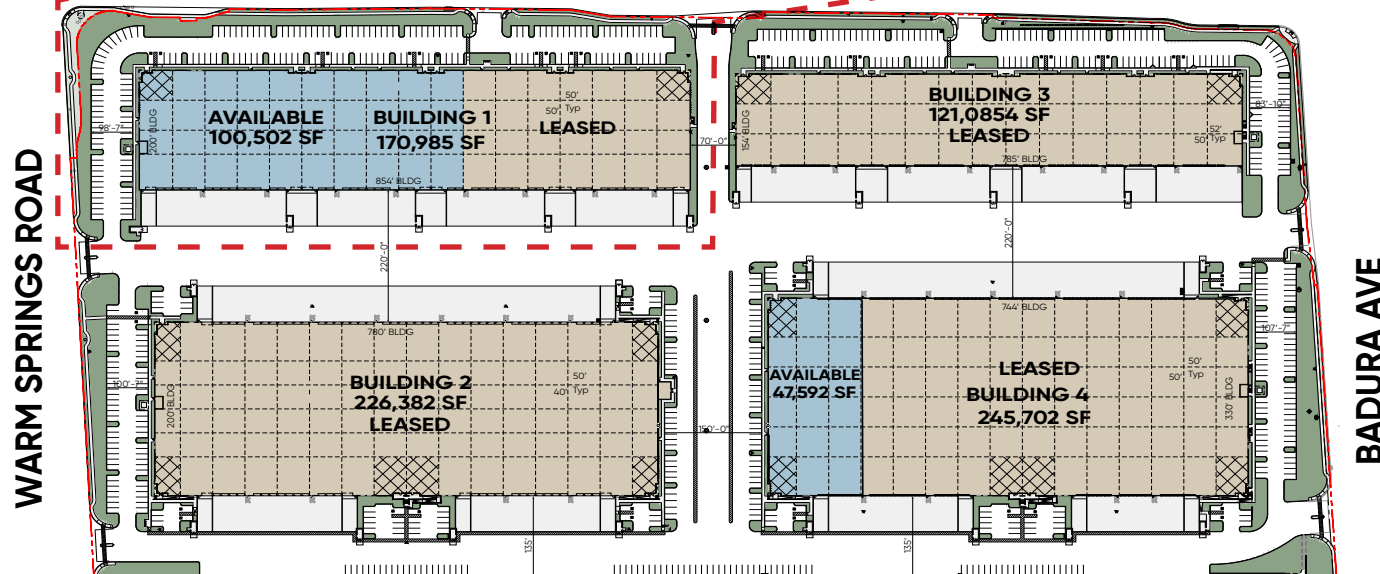 WARM SPRINGS ROAD
98'-7"
200' BLDG
AVAILABLE
100,502 SF
BUILDING 1
170,985 SF
50'
50' Typ
LEASED
854' BLDG
70'-0"
154' BLDG
BUILDING 3
121,0854 SF
LEASED
785' BLDG
52'
50' Typ
83'-10"
220'-0"
220'-0"
780' BLDG
100'-7"
200' BLDG
BUILDING 2
226,382 SF
LEASED
50'
40' Typ
150'-0"
744' BLDG
AVAILABLE
47,592 SF
LEASED
BUILDING 4
245,702 SF
50'
50' Typ
330' BLDG
107'-7"
135'
135'
BADURA AVE